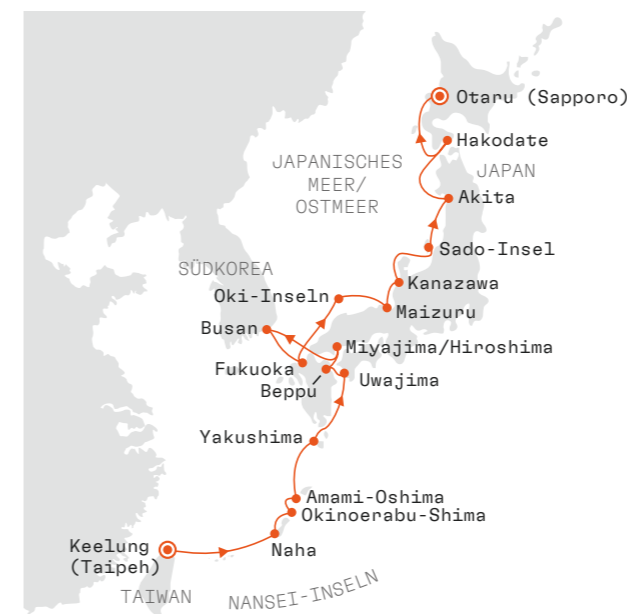 Otaru (Sapporo)
Hakodate
JAPANISCHES
MEER/
OSTMEER
JAPAN
Akita
Sado-Insel
SÜDKOREA
Kanazawa
Oki-Inseln
Maizuru
Busan
Miyajima/Hiroshima
Fukuoka
Uwajima
Beppu
Yakushima
Amami-Oshima
Okinoerabu-Shima
Naha
Keelung
(Taipeh)
TAIWAN
NANSEI-INSELN